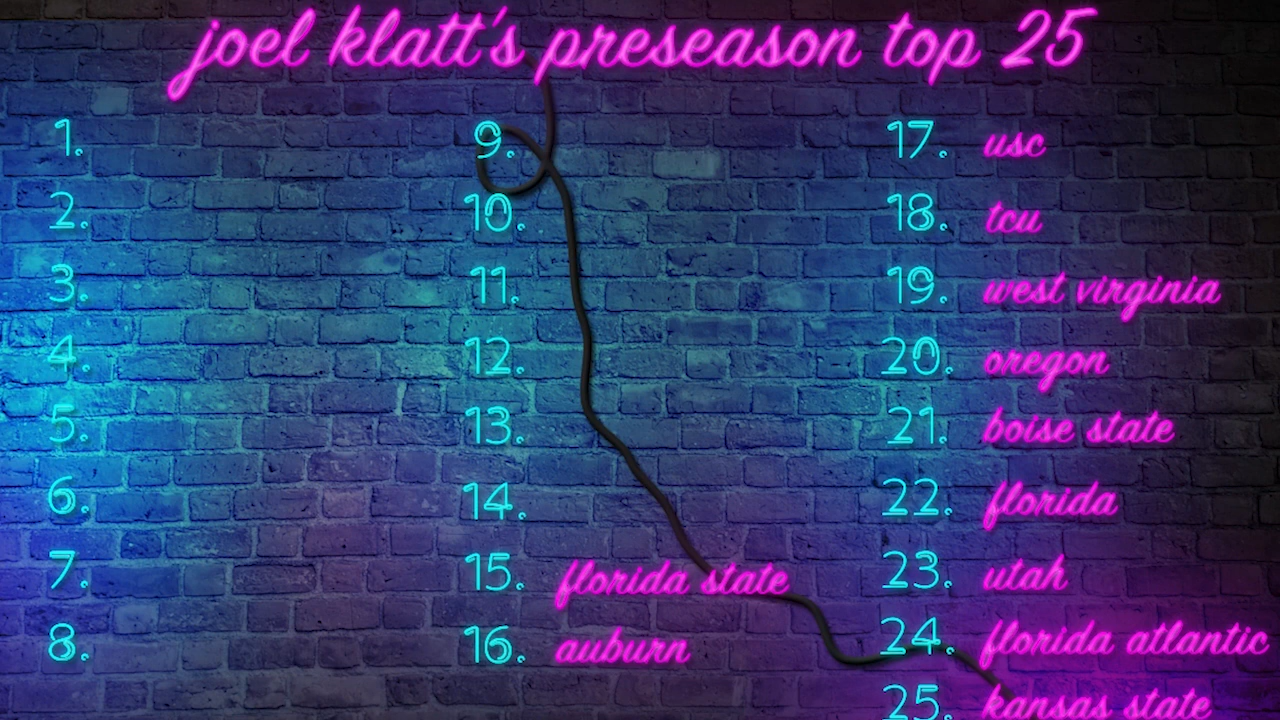 joel klatt's preseason top 25
1.
2.
3.
4.
5.
6.
7.
8.
9.
10.
11.
12.
13.
14.
15. florida state
16. auburn
17. usc
18. tcu
19. west virginia
20. oregon
21. boise state
22. florida
23. utah
24. florida atlantic
25. kansas state